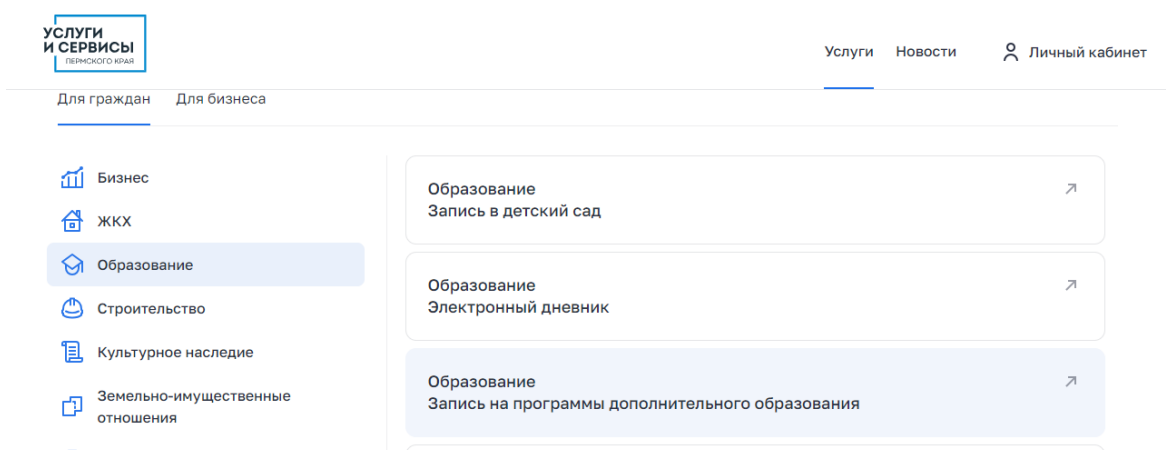 УСЛУГИ
И СЕРВИСЫ
ПЕРМСКОГО КРАЯ
Услуги
Новости
Личный кабинет
Для граждан
Для бизнеса
Бизнес
ЖКХ
Образование
Строительство
Культурное наследие
Земельно-имущественные
отношения
Образование
Запись в детский сад
Образование
Электронный дневник
Образование
Запись на программы дополнительного образования